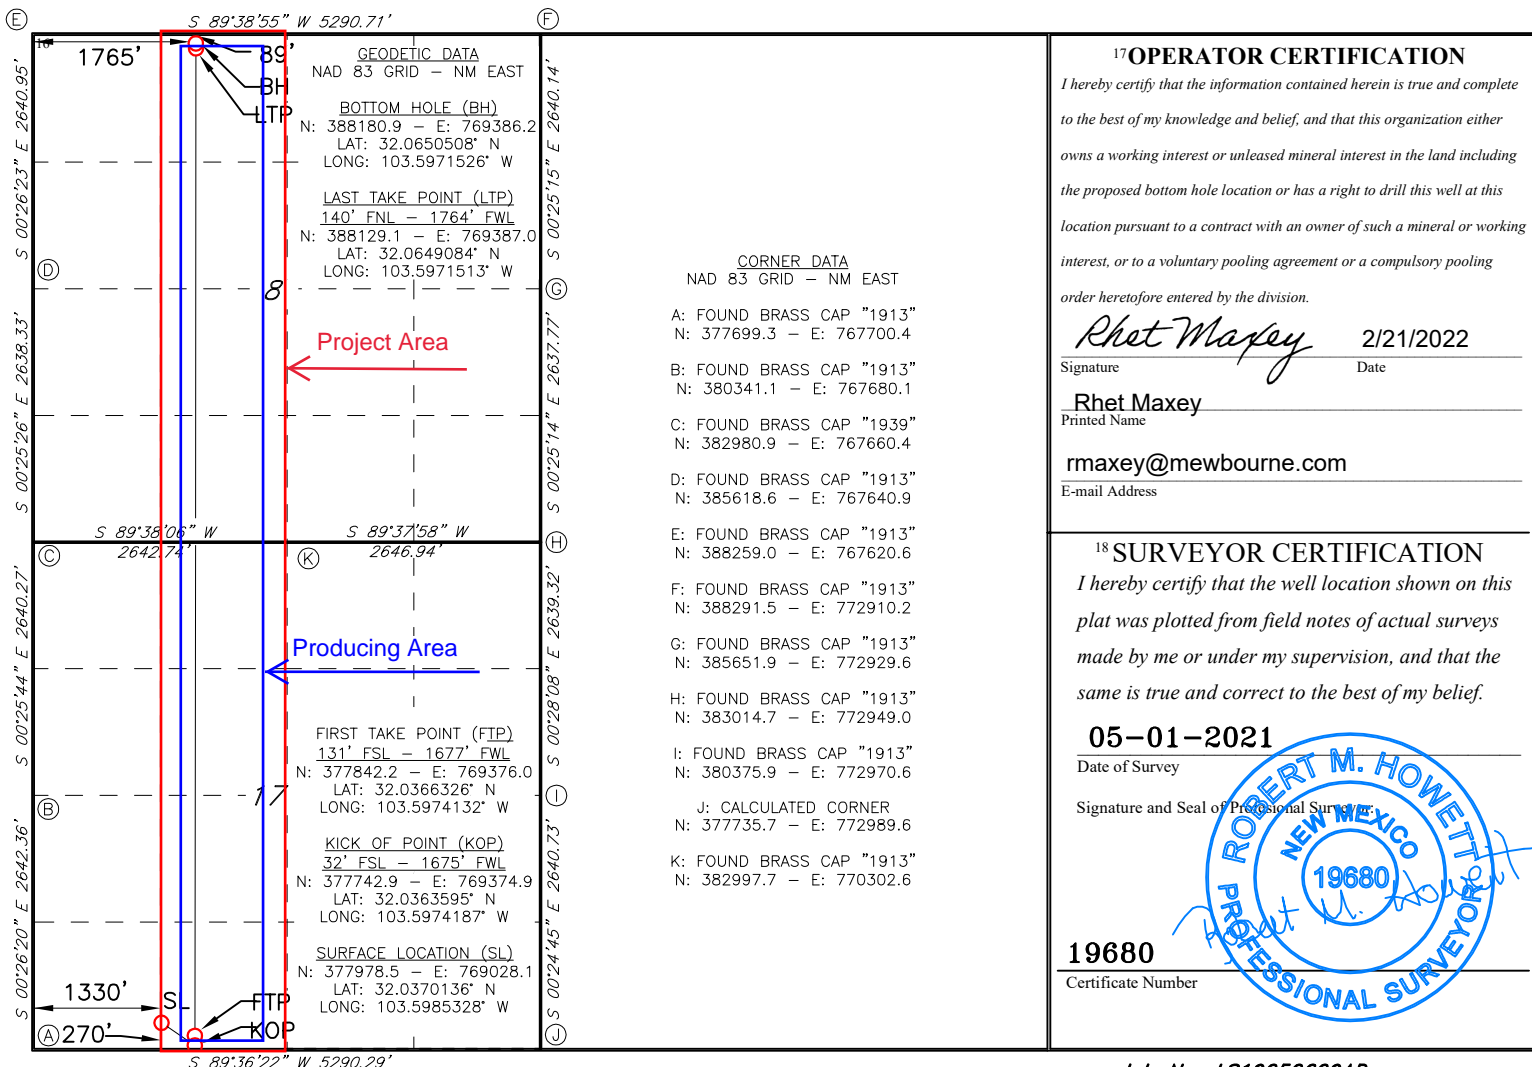 Ⓔ S 89°38'55" W 5290.71' Ⓕ
16
1765'
89'
BH
LTP
GEODETIC DATA
NAD 83 GRID – NM EAST
BOTTOM HOLE (BH)
N: 388180.9 – E: 769386.2
LAT: 32.0650508° N
LONG: 103.5971526° W
LAST TAKE POINT (LTP)
140' FNL – 1764' FWL
N: 388129.1 – E: 769387.0
LAT: 32.0649084° N
LONG: 103.5971513° W
S 00°26'23" E 2640.95'
S 00°25'15" E 2640.14'
Ⓓ
8
Ⓖ
Project Area
S 00°25'26" E 2638.33'
S 00°25'14" E 2637.77'
S 89°38'06" W
2642.74'
S 89°37'58" W
2646.94'
Ⓒ
Ⓚ
Ⓗ
S 00°25'44" E 2640.27'
S 00°28'08" E 2639.32'
Producing Area
FIRST TAKE POINT (FTP)
131' FSL – 1677' FWL
N: 377842.2 – E: 769376.0
LAT: 32.0366326° N
LONG: 103.5974132° W
Ⓑ
17
Ⓘ
KICK OF POINT (KOP)
32' FSL – 1675' FWL
N: 377742.9 – E: 769374.9
LAT: 32.0363595° N
LONG: 103.5974187° W
SURFACE LOCATION (SL)
N: 377978.5 – E: 769028.1
LAT: 32.0370136° N
LONG: 103.5985328° W
S 00°26'20" E 2642.36'
S 00°24'45" E 2640.73'
1330'
SL
FTP
KOP
Ⓐ 270'
Ⓙ
S 89°36'22" W 5290.29'
CORNER DATA
NAD 83 GRID – NM EAST
A: FOUND BRASS CAP "1913"
N: 377699.3 – E: 767700.4
B: FOUND BRASS CAP "1913"
N: 380341.1 – E: 767680.1
C: FOUND BRASS CAP "1939"
N: 382980.9 – E: 767660.4
D: FOUND BRASS CAP "1913"
N: 385618.6 – E: 767640.9
E: FOUND BRASS CAP "1913"
N: 388259.0 – E: 767620.6
F: FOUND BRASS CAP "1913"
N: 388291.5 – E: 772910.2
G: FOUND BRASS CAP "1913"
N: 385651.9 – E: 772929.6
H: FOUND BRASS CAP "1913"
N: 383014.7 – E: 772949.0
I: FOUND BRASS CAP "1913"
N: 380375.9 – E: 772970.6
J: CALCULATED CORNER
N: 377735.7 – E: 772989.6
K: FOUND BRASS CAP "1913"
N: 382997.7 – E: 770302.6
17 OPERATOR CERTIFICATION
I hereby certify that the information contained herein is true and complete
to the best of my knowledge and belief, and that this organization either
owns a working interest or unleased mineral interest in the land including
the proposed bottom hole location or has a right to drill this well at this
location pursuant to a contract with an owner of such a mineral or working
interest, or to a voluntary pooling agreement or a compulsory pooling
order heretofore entered by the division.
Rhet Maxey 2/21/2022
Signature Date
Rhet Maxey
Printed Name
rmaxey@mewbourne.com
E-mail Address
18 SURVEYOR CERTIFICATION
I hereby certify that the well location shown on this
plat was plotted from field notes of actual surveys
made by me or under my supervision, and that the
same is true and correct to the best of my belief.
05-01-2021
Date of Survey
Signature and Seal of Professional Surveyor:
ROBERT M. HOWETT
NEW MEXICO
19680
PROFESSIONAL SURVEYOR
Robert M. Howett
19680
Certificate Number